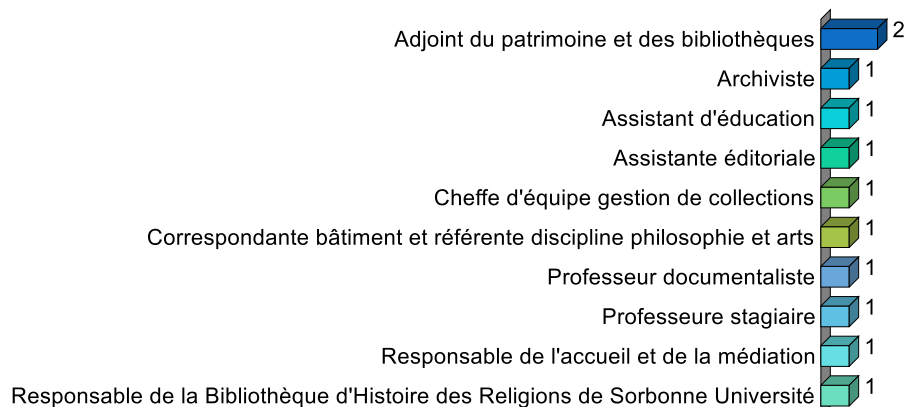 Adjoint du patrimoine et des bibliothèques 2
Archiviste 1
Assistant d'éducation 1
Assistante éditoriale 1
Cheffe d'équipe gestion de collections 1
Correspondante bâtiment et référente discipline philosophie et arts 1
Professeur documentaliste 1
Professeure stagiaire 1
Responsable de l'accueil et de la médiation 1
Responsable de la Bibliothèque d'Histoire des Religions de Sorbonne Université 1